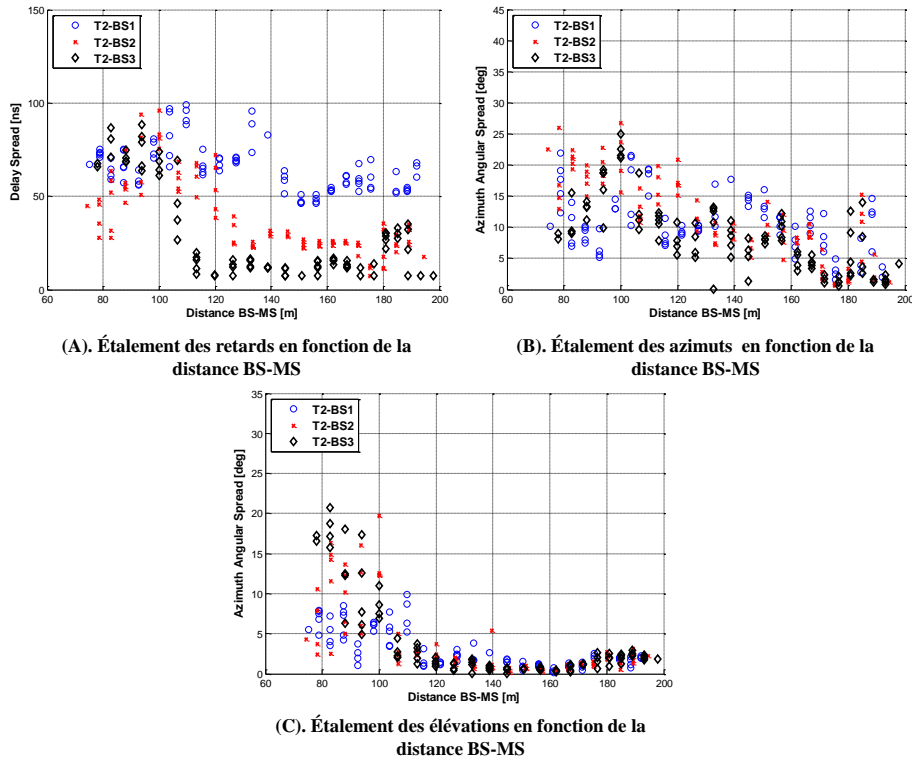 150
100
50
0
60
80
100
120
140
160
180
200
Delay Spread [ns]
Distance BS-MS [m]
T2-BS1
T2-BS2
T2-BS3
(A). Étalement des retards en fonction de la
distance BS-MS
45
40
35
30
25
20
15
10
5
0
60
80
100
120
140
160
180
200
Azimuth Angular Spread [deg]
Distance BS-MS [m]
T2-BS1
T2-BS2
T2-BS3
(B). Étalement des azimuts en fonction de la
distance BS-MS
35
30
25
20
15
10
5
0
60
80
100
120
140
160
180
200
Azimuth Angular Spread [deg]
Distance BS-MS [m]
T2-BS1
T2-BS2
T2-BS3
(C). Étalement des élévations en fonction de la
distance BS-MS